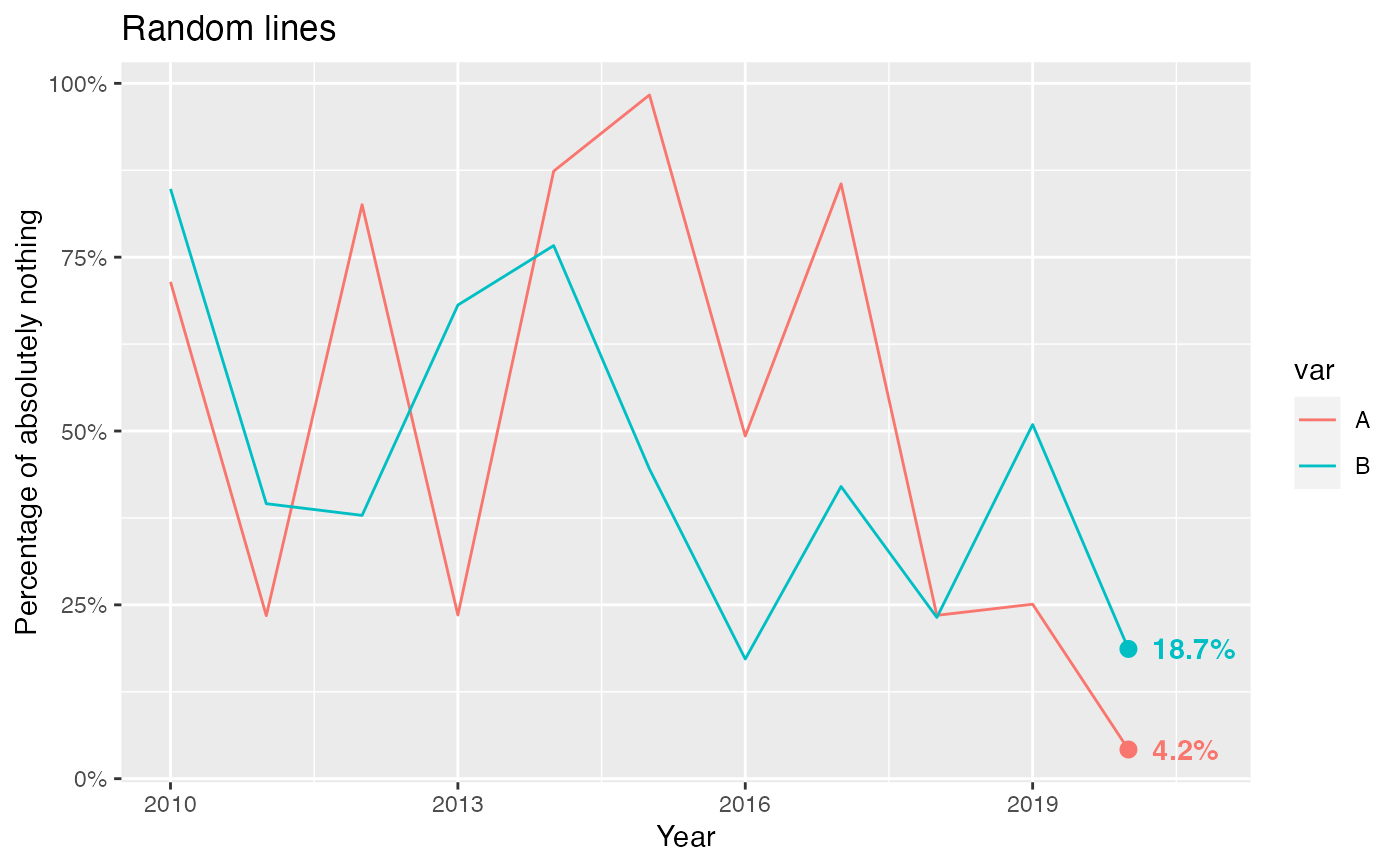 Random lines
Percentage of absolutely nothing
100%
75%
50%
25%
0%
18.7%
4.2%
2010 2013 2016 2019
Year
var
A
B